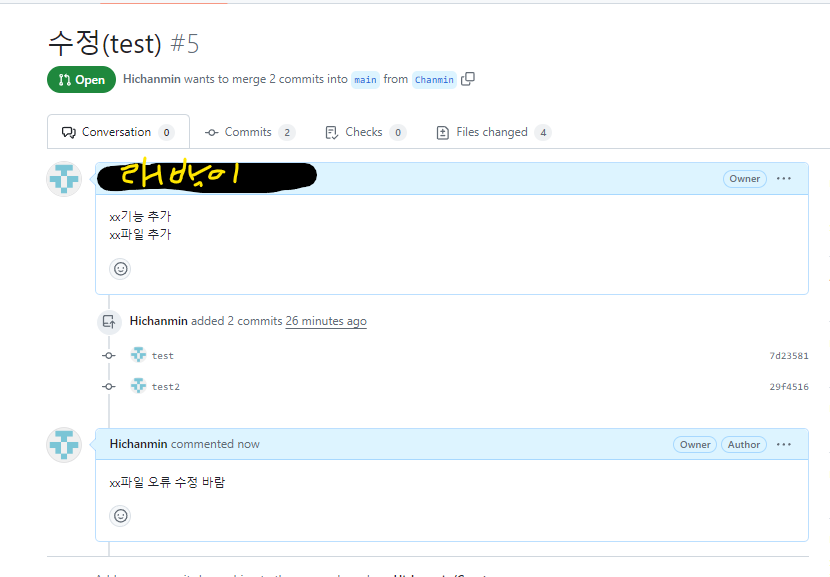 수정(test) #5
Open Hichanmin wants to merge 2 commits into main from Chanmin
Conversation 0 Commits 2 Checks 0 Files changed 4
래밧이 Owner
xx기능 추가
xx파일 추가
Hichanmin added 2 commits 26 minutes ago
test 7d23581
test2 29f4516
Hichanmin commented now Owner Author
xx파일 오류 수정 바람